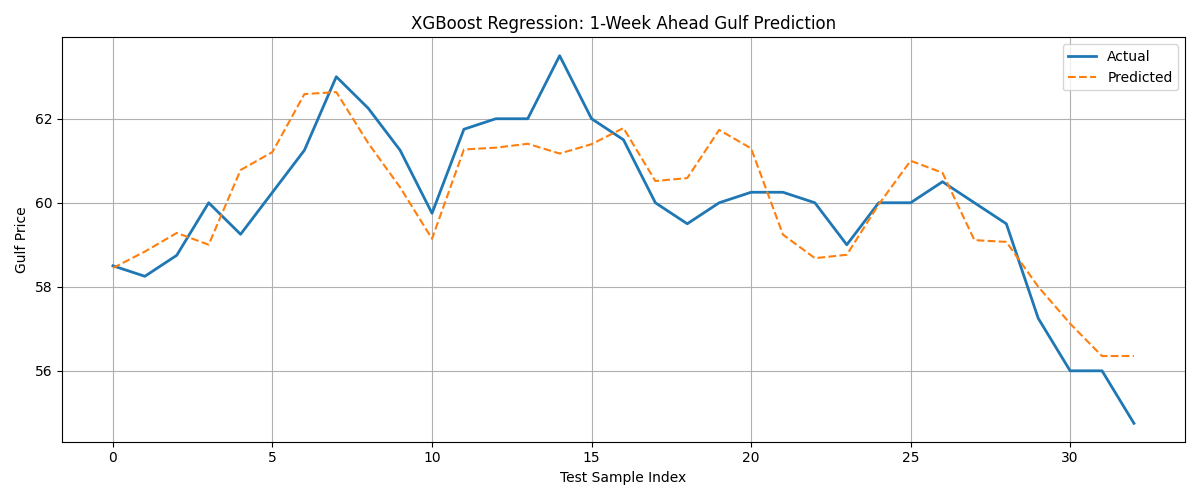 XGBoost Regression: 1-Week Ahead Gulf Prediction
Actual
Predicted
62
60
58
56
Gulf Price
0 5 10 15 20 25 30
Test Sample Index